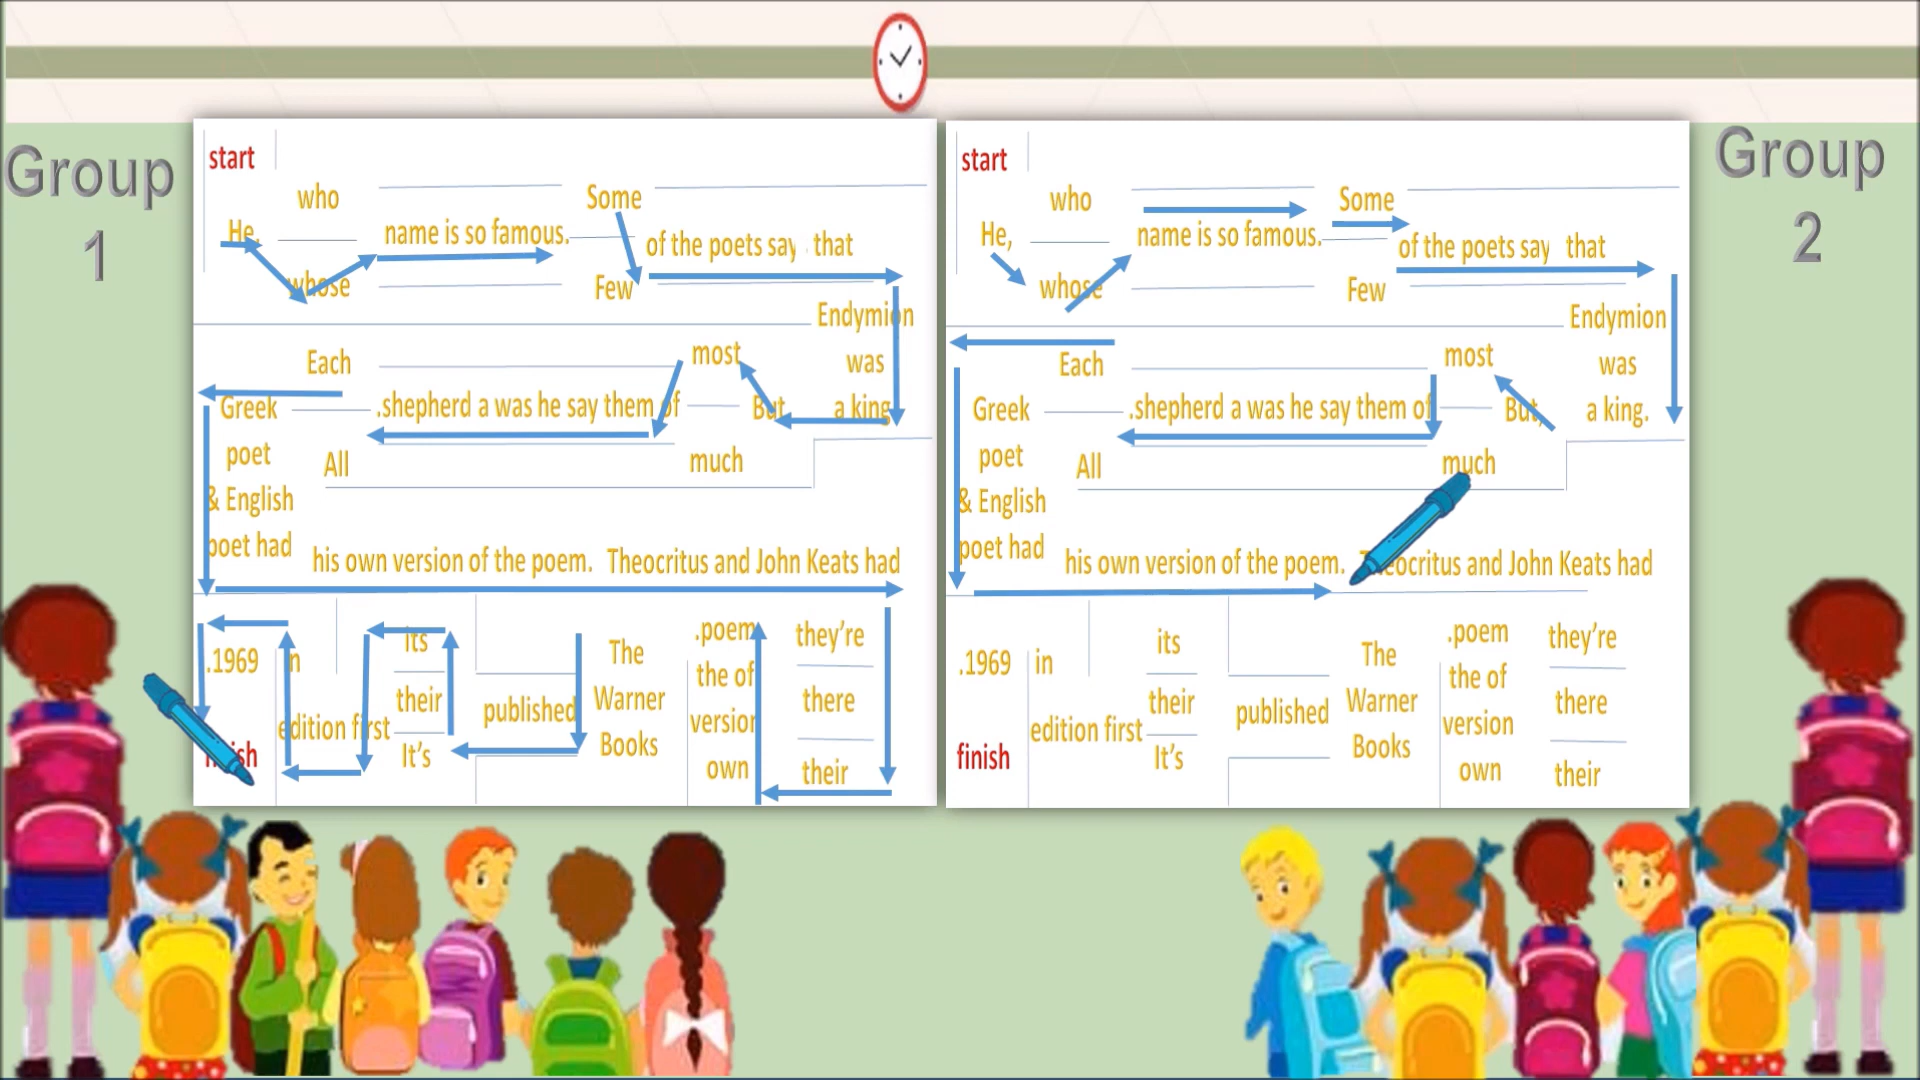 Group
1
start
who
Some
He,
name is so famous.
of the poets say that
whose
Few
Endymion
was
a king
Each
most
Greek
.shepherd a was he say them of
But
poet
All
much
& English
poet had
his own version of the poem. Theocritus and John Keats had
.1969
its
The
.poem
they're
edition first
their
published
Warner
the of
there
Books
version
It's
own
their
Group
2
start
who
Some
He,
name is so famous.
of the poets say that
whose
Few
Endymion
was
a king.
Each
most
Greek
.shepherd a was he say them of
But,
poet
All
much
& English
poet had
his own version of the poem. Theocritus and John Keats had
.1969 in
its
The
.poem
they're
edition first
their
published
Warner
the of
there
Books
version
finish
It's
own
their